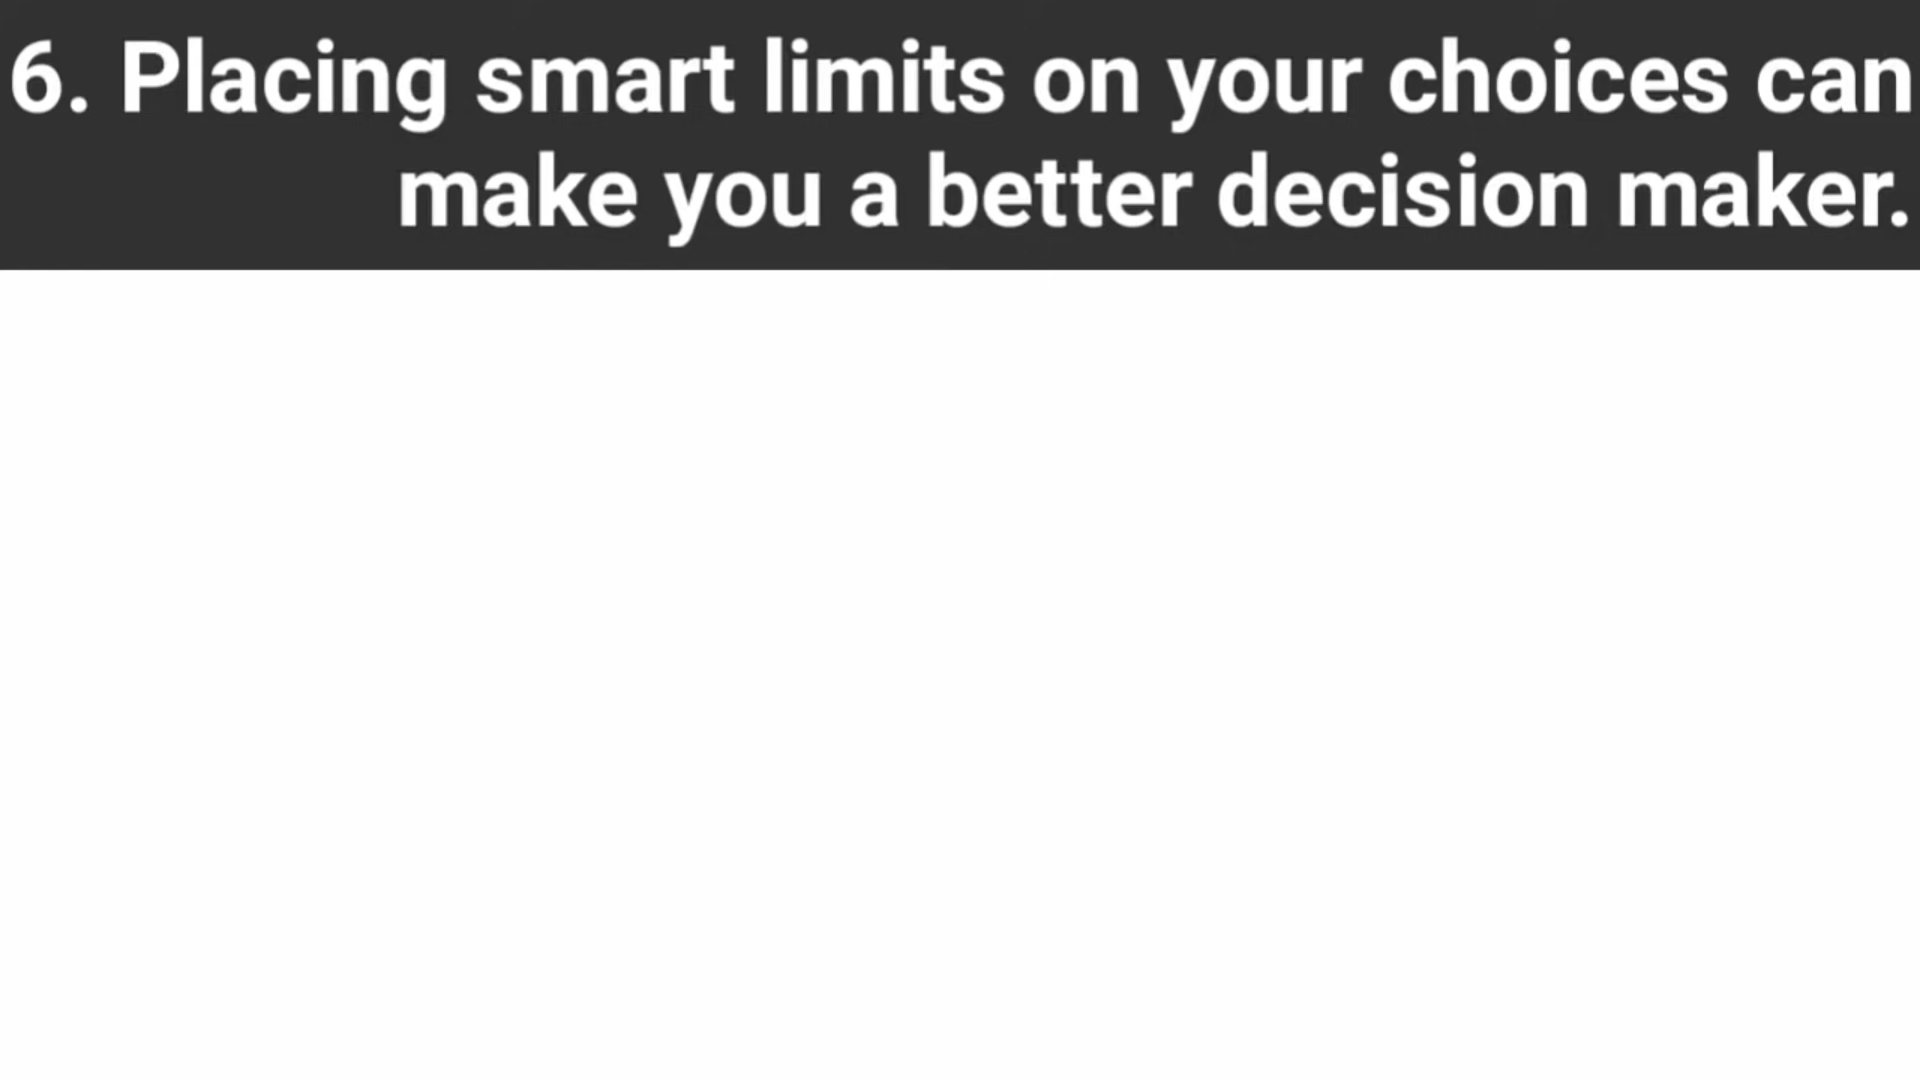 6. Placing smart limits on your choices can
make you a better decision maker.